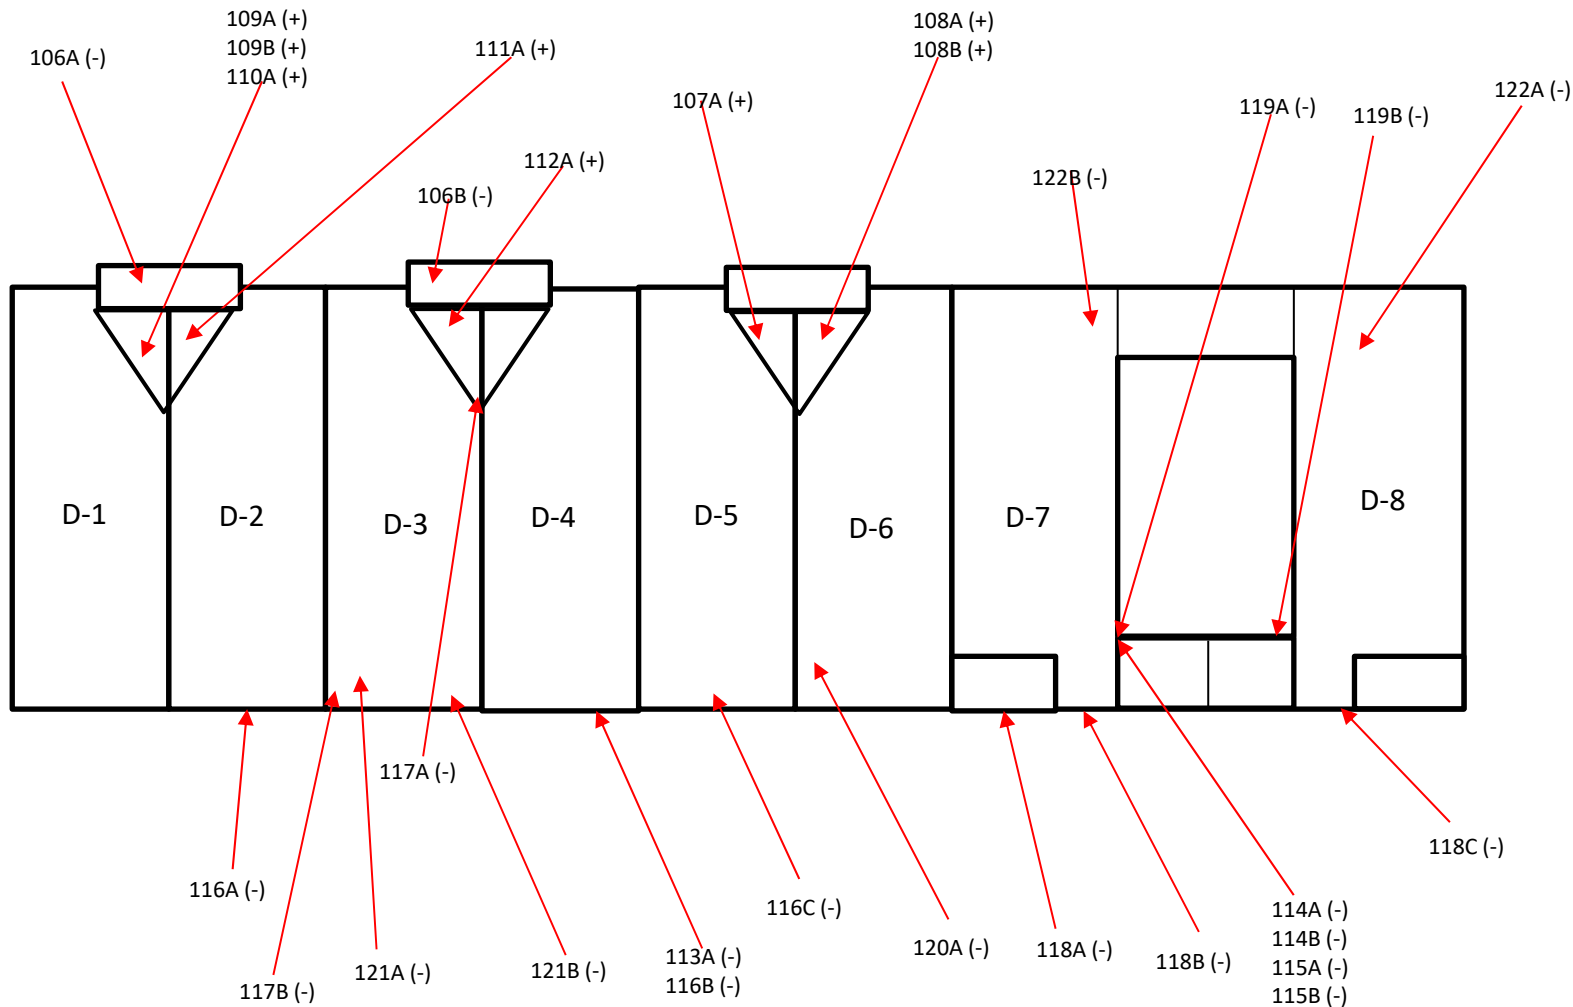 109A (+)
109B (+)
110A (+)
108A (+)
108B (+)
106A (-)
111A (+)
107A (+)
119A (-)
119B (-)
122A (-)
112A (+)
106B (-)
122B (-)
D-1
D-2
D-3
D-4
D-5
D-6
D-7
D-8
117A (-)
118C (-)
116A (-)
116C (-)
114A (-)
114B (-)
115A (-)
115B (-)
120A (-)
118A (-)
118B (-)
113A (-)
116B (-)
121A (-)
121B (-)
117B (-)